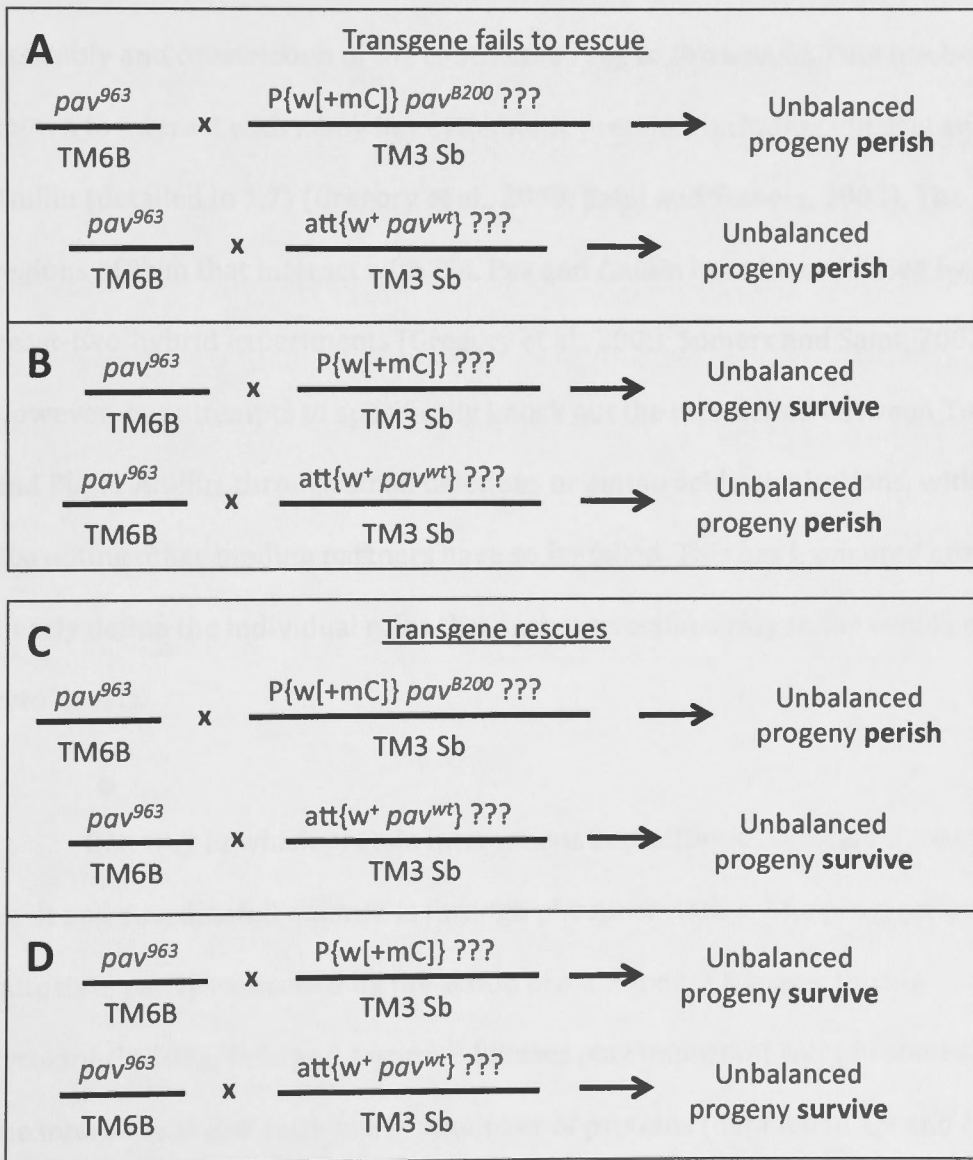 A
Transgene fails to rescue
pav⁹⁶³ x P{w[+mC]} pavᴮ²⁰⁰ ??? Unbalanced
TM6B TM3 Sb progeny perish
pav⁹⁶³ x att{w⁺ pavʷᵗ} ??? Unbalanced
TM6B TM3 Sb progeny perish
B
pav⁹⁶³ x P{w[+mC]} ??? Unbalanced
TM6B TM3 Sb progeny survive
pav⁹⁶³ x att{w⁺ pavʷᵗ} ??? Unbalanced
TM6B TM3 Sb progeny perish
C
Transgene rescues
pav⁹⁶³ x P{w[+mC]} pavᴮ²⁰⁰ ??? Unbalanced
TM6B TM3 Sb progeny perish
pav⁹⁶³ x att{w⁺ pavʷᵗ} ??? Unbalanced
TM6B TM3 Sb progeny survive
D
pav⁹⁶³ x P{w[+mC]} ??? Unbalanced
TM6B TM3 Sb progeny survive
pav⁹⁶³ x att{w⁺ pavʷᵗ} ??? Unbalanced
TM6B TM3 Sb progeny survive